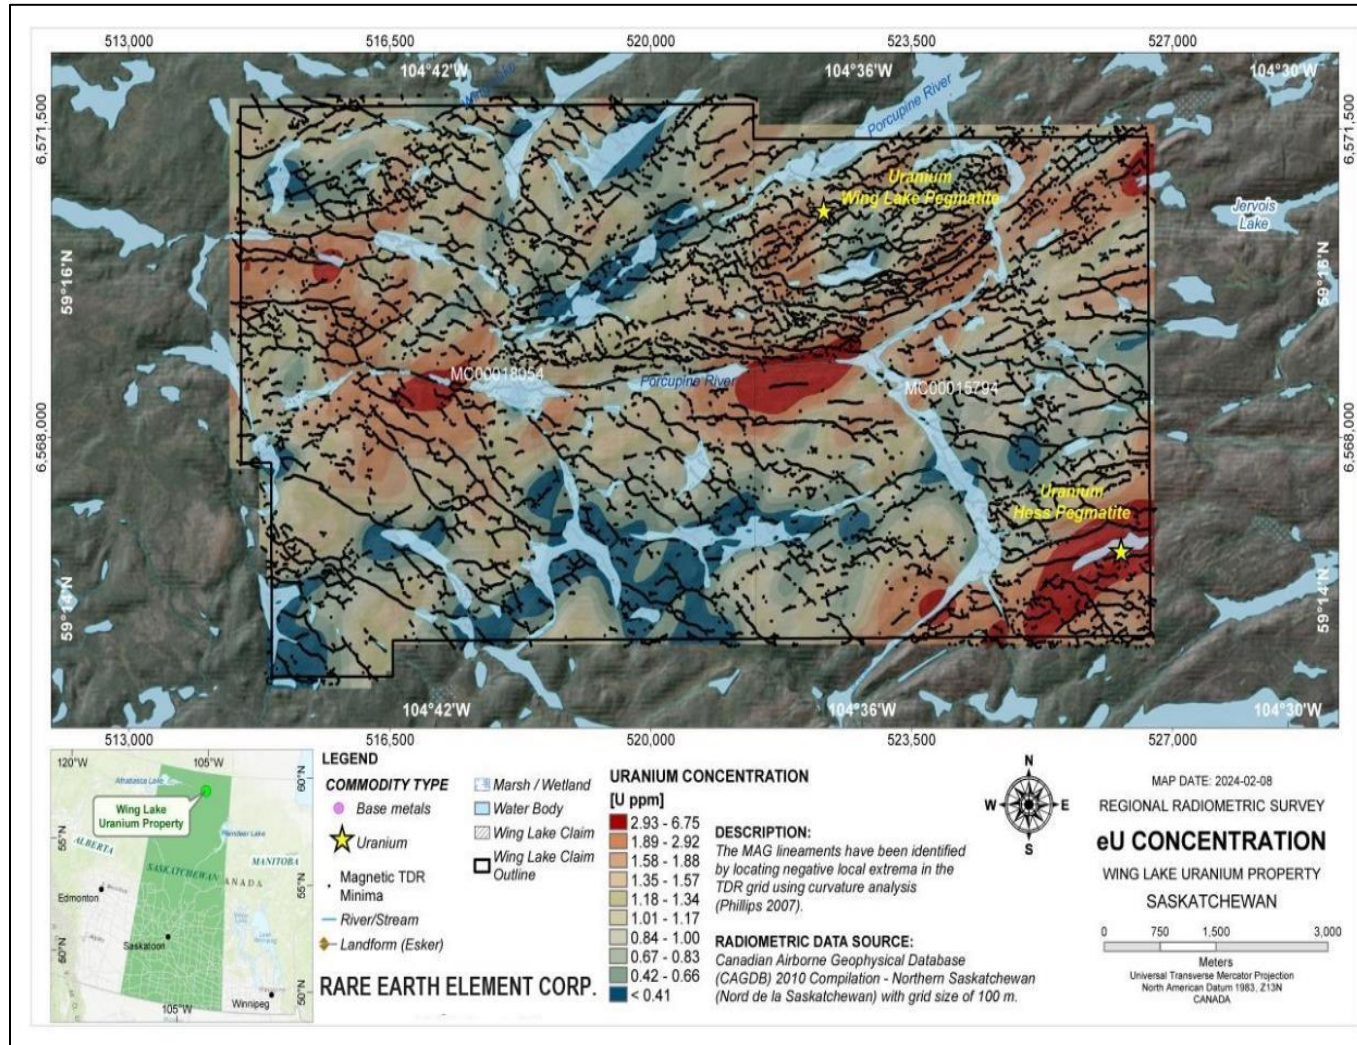 513,000
516,500
520,000
523,500
527,000
104°42'W
104°36'W
104°30'W
6,571,500
6,571,500
Porcupine River
Uranium
Wing Lake Pegmatite
Jervois
Lake
59°16'N
59°16'N
MC00018054
Porcupine River
MC00015794
6,568,000
6,568,000
Uranium
Hess Pegmatite
59°14'N
59°14'N
104°42'W
104°36'W
104°30'W
513,000
516,500
520,000
523,500
527,000
120°W
105°W
60°N
Athabasca Lake
Wing Lake
Uranium Property
Reindeer Lake
55°N
ALBERTA
SASKATCHEWAN
MANITOBA
CANADA
Edmonton
55°N
Saskatoon
Winnipeg
50°N
105°W
LEGEND
COMMODITY TYPE
Base metals
Uranium
Magnetic TDR
Minima
River/Stream
Landform (Esker)
Marsh / Wetland
Water Body
Wing Lake Claim
Wing Lake Claim
Outline
RARE EARTH ELEMENT CORP.
URANIUM CONCENTRATION
[U ppm]
2.93 - 6.75
1.89 - 2.92
1.58 - 1.88
1.35 - 1.57
1.18 - 1.34
1.01 - 1.17
0.84 - 1.00
0.67 - 0.83
0.42 - 0.66
< 0.41
DESCRIPTION:
The MAG lineaments have been identified
by locating negative local extrema in the
TDR grid using curvature analysis
(Phillips 2007).
RADIOMETRIC DATA SOURCE:
Canadian Airborne Geophysical Database
(CAGDB) 2010 Compilation - Northern Saskatchewan
(Nord de la Saskatchewan) with grid size of 100 m.
N
W
E
S
MAP DATE: 2024-02-08
REGIONAL RADIOMETRIC SURVEY
eU CONCENTRATION
WING LAKE URANIUM PROPERTY
SASKATCHEWAN
0 750 1,500 3,000
Meters
Universal Transverse Mercator Projection
North American Datum 1983, Z13N
CANADA